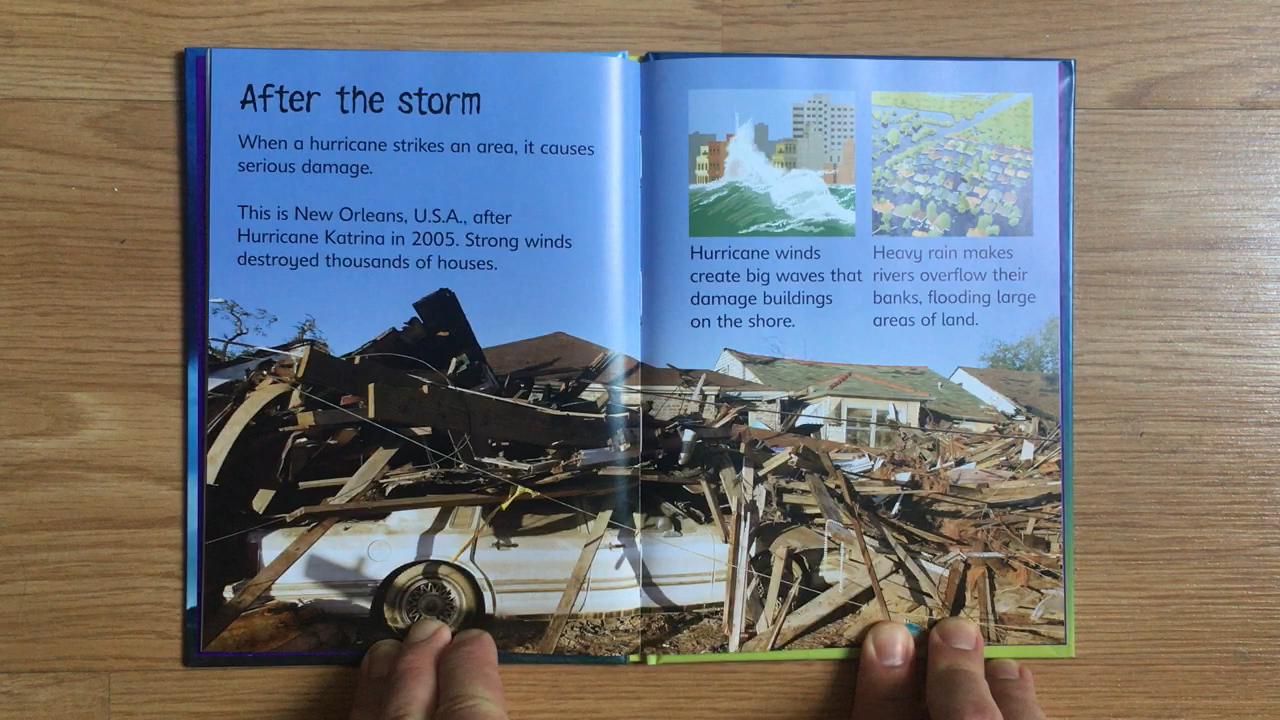 After the storm
When a hurricane strikes an area, it causes
serious damage.
This is New Orleans, U.S.A., after
Hurricane Katrina in 2005. Strong winds
destroyed thousands of houses.
Hurricane winds
create big waves that
damage buildings
on the shore.
Heavy rain makes
rivers overflow their
banks, flooding large
areas of land.